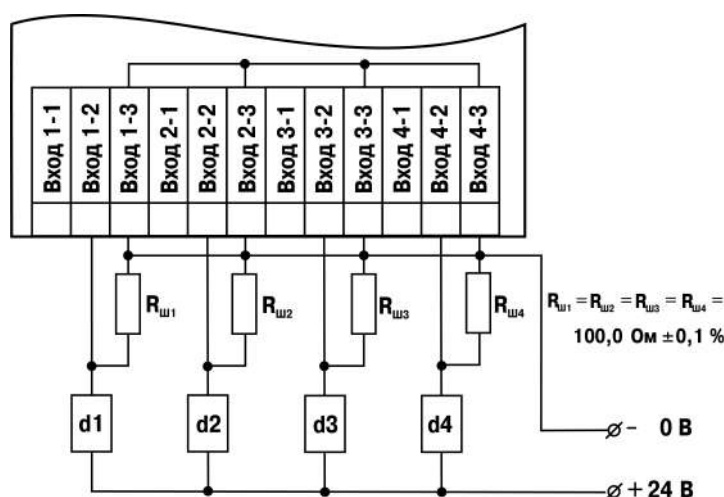 Вход 1-1
Вход 1-2
Вход 1-3
Вход 2-1
Вход 2-2
Вход 2-3
Вход 3-1
Вход 3-2
Вход 3-3
Вход 4-1
Вход 4-2
Вход 4-3
Rш1
Rш2
Rш3
Rш4
Rш1 = Rш2 = Rш3 = Rш4 =
100,0 Ом ±0,1 %
d1
d2
d3
d4
- 0 В
+ 24 В